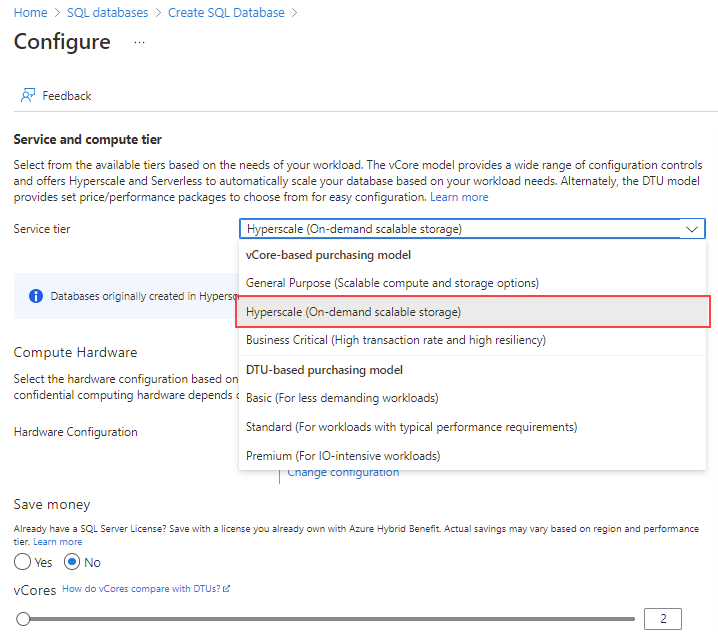 Home > SQL databases > Create SQL Database >
Configure ...
Feedback
Service and compute tier
Select from the available tiers based on the needs of your workload. The vCore model provides a wide range of configuration controls
and offers Hyperscale and Serverless to automatically scale your database based on your workload needs. Alternately, the DTU model
provides set price/performance packages to choose from for easy configuration. Learn more
Service tier
Hyperscale (On-demand scalable storage)
vCore-based purchasing model
General Purpose (Scalable compute and storage options)
Databases originally created in Hypersc
Hyperscale (On-demand scalable storage)
Business Critical (High transaction rate and high resiliency)
Compute Hardware
DTU-based purchasing model
Select the hardware configuration based on
confidential computing hardware depends
Basic (For less demanding workloads)
Hardware Configuration
Standard (For workloads with typical performance requirements)
Premium (For IO-intensive workloads)
Change configuration
Save money
Already have a SQL Server License? Save with a license you already own with Azure Hybrid Benefit. Actual savings may vary based on region and performance
tier. Learn more
Yes No
vCores How do vCores compare with DTUs?
2